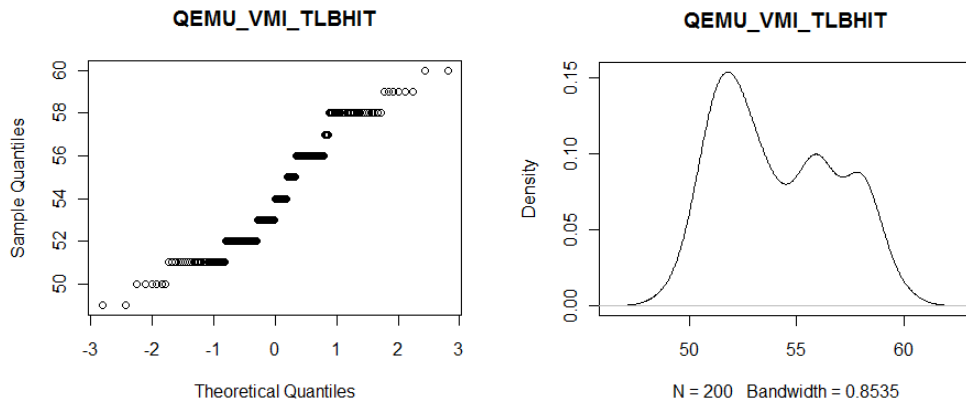 QEMU_VMI_TLBHIT
60
58
56
54
52
50
Sample Quantiles
-3 -2 -1 0 1 2 3
Theoretical Quantiles
QEMU_VMI_TLBHIT
0.15
0.10
0.05
0.00
Density
50 55 60
N = 200 Bandwidth = 0.8535